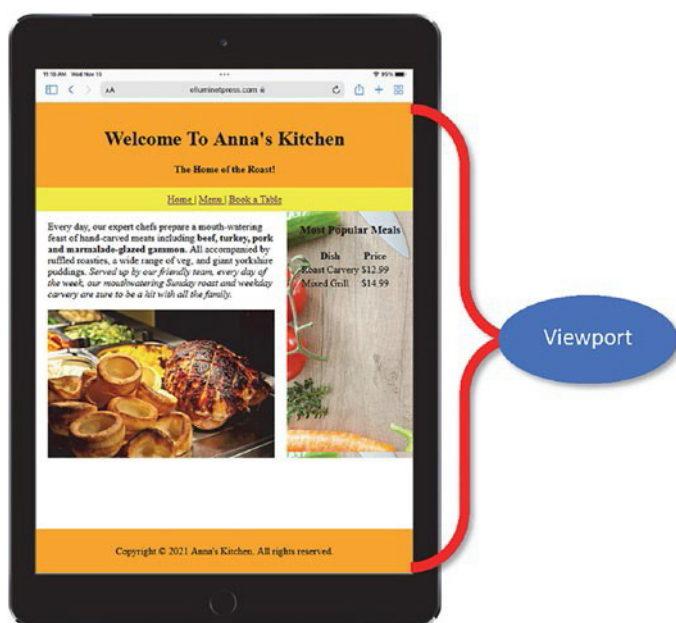 11:18 AM Wed Nov 10
95%
AA
elluminetpress.com
Welcome To Anna's Kitchen
The Home of the Roast!
Home | Menu | Book a Table
Every day, our expert chefs prepare a mouth-watering
feast of hand-carved meats including beef, turkey, pork
and marmalade-glazed gammon. All accompanied by
ruffled roasties, a wide range of veg, and giant yorkshire
puddings. Served up by our friendly team, every day of
the week, our mouthwatering Sunday roast and weekday
carvery are sure to be a hit with all the family.
Most Popular Meals
Dish Price
Roast Carvery $12.99
Mixed Grill $14.99
Viewport
Copyright © 2021 Anna's Kitchen. All rights reserved.